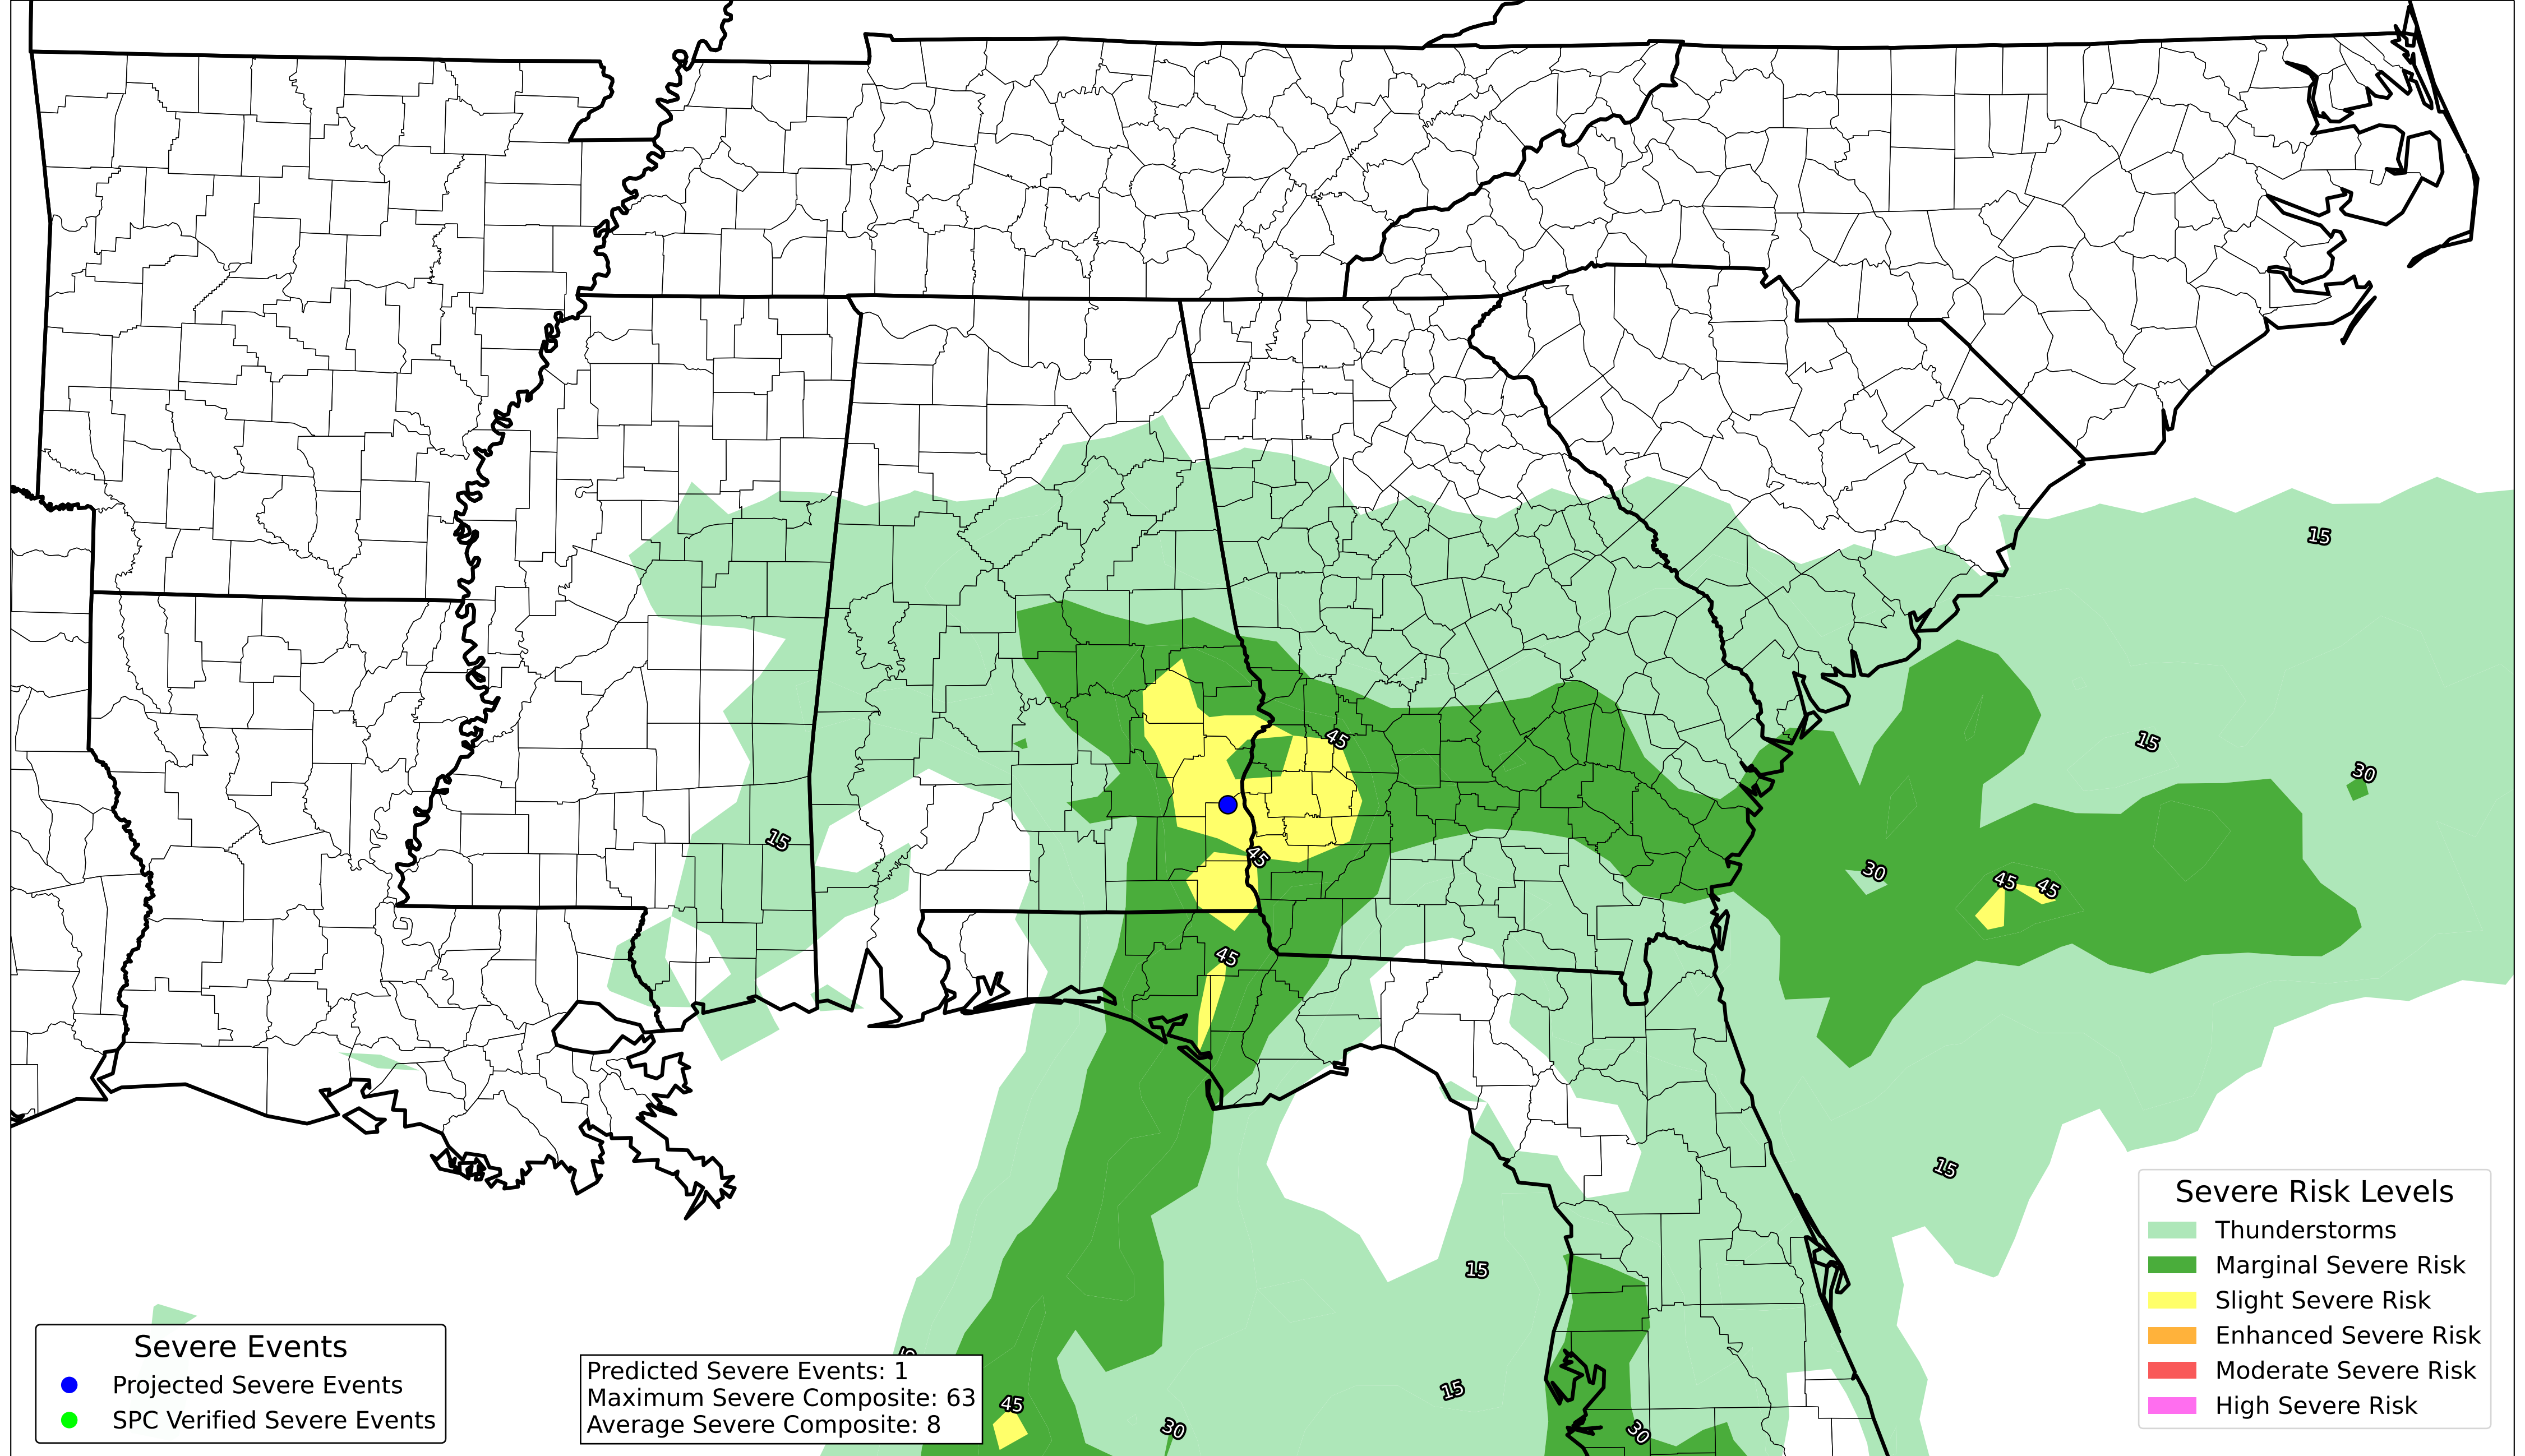 15
15
30
45
15
45
30
45
45
45
15
15
15
45
30
30
Severe Risk Levels
Thunderstorms
Marginal Severe Risk
Slight Severe Risk
Enhanced Severe Risk
Moderate Severe Risk
High Severe Risk
Severe Events
Projected Severe Events
SPC Verified Severe Events
Predicted Severe Events: 1
Maximum Severe Composite: 63
Average Severe Composite: 8